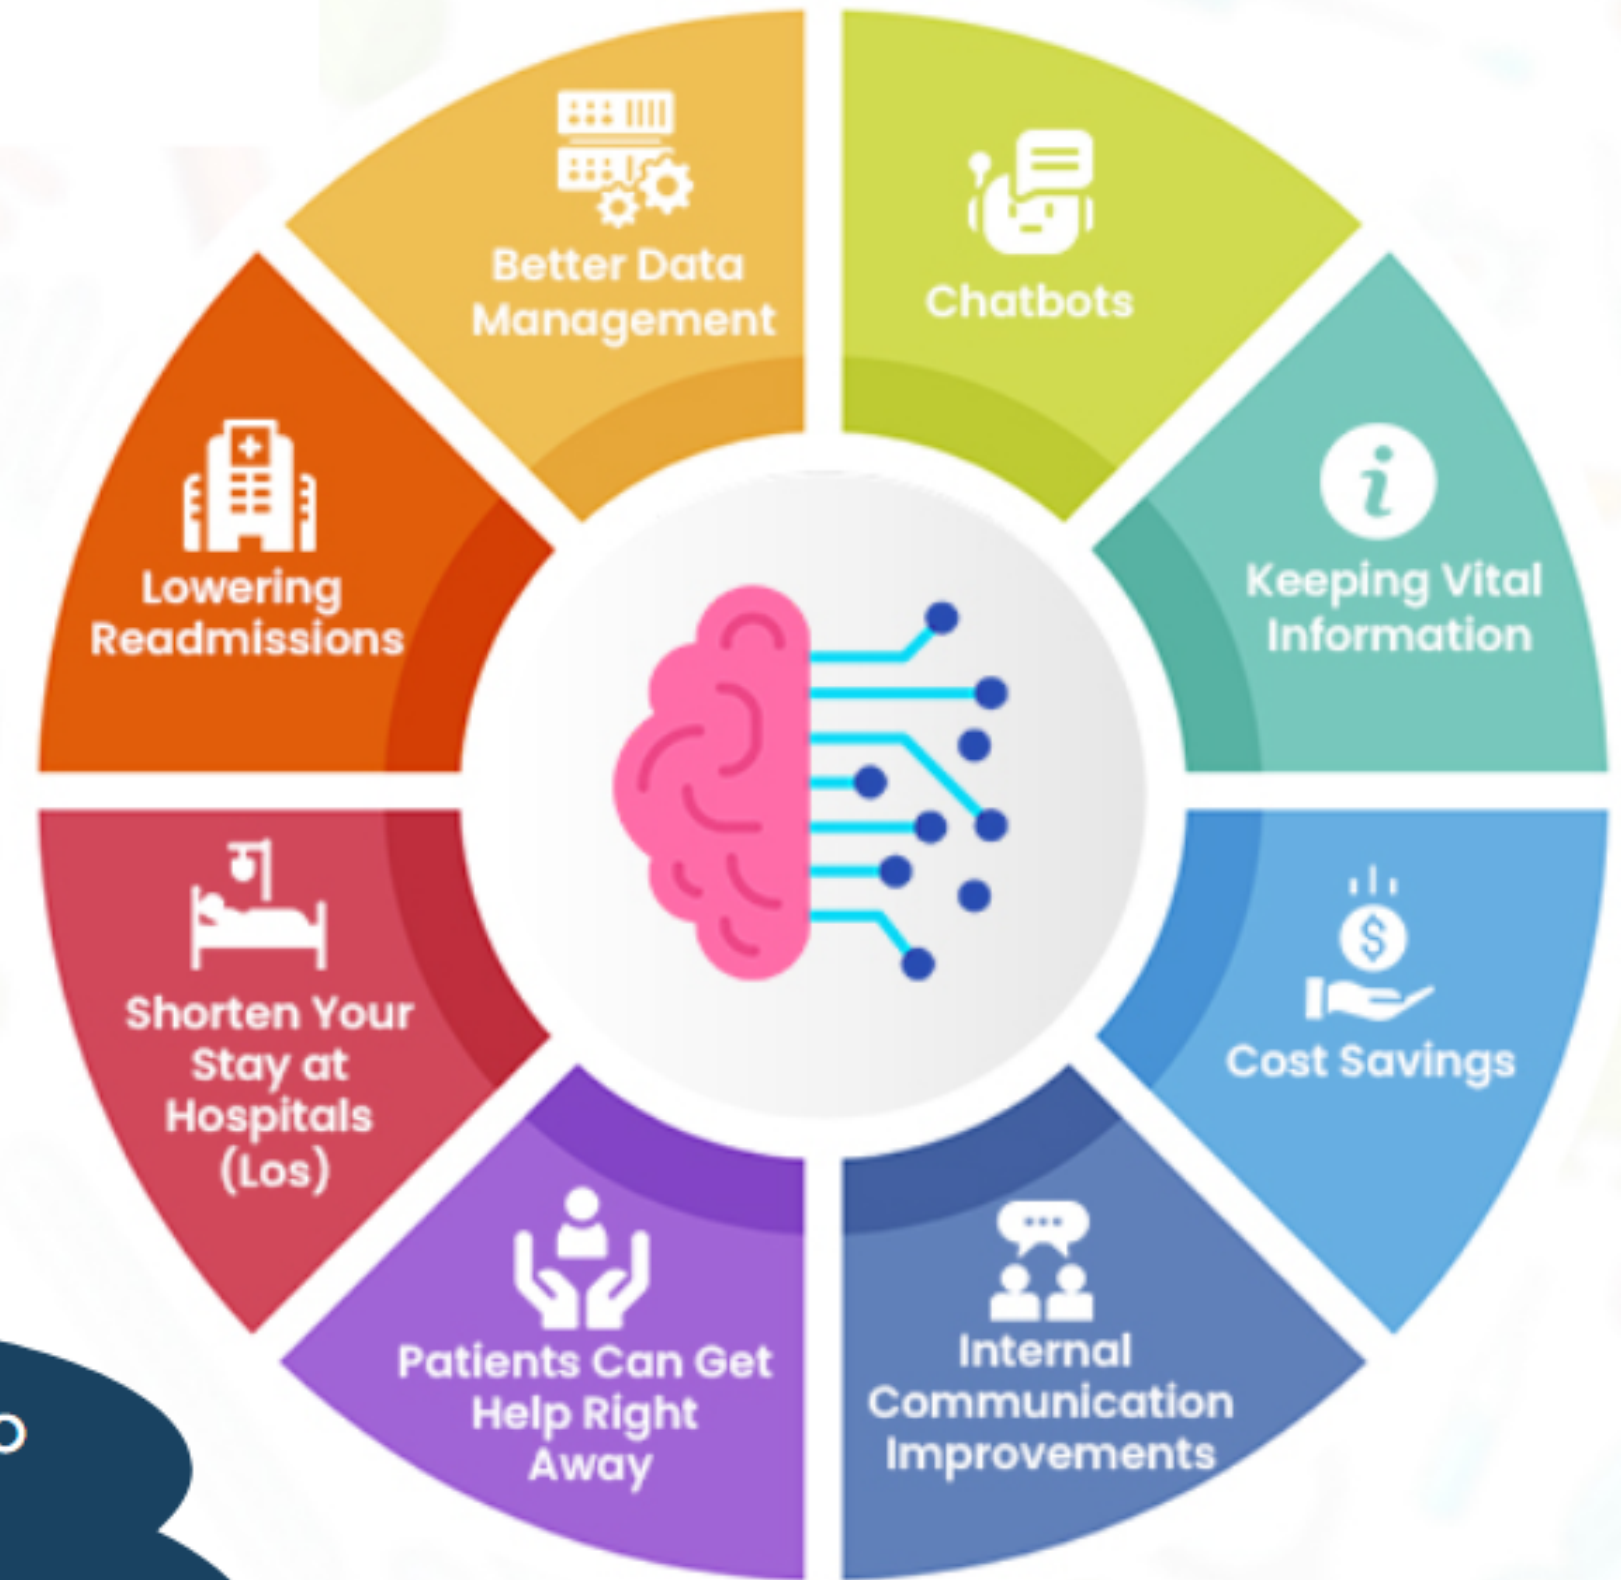 Better Data
Management
Chatbots
Keeping Vital
Information
Cost Savings
Internal
Communication
Improvements
Patients Can Get
Help Right
Away
Shorten Your
Stay at
Hospitals
(Los)
Lowering
Readmissions